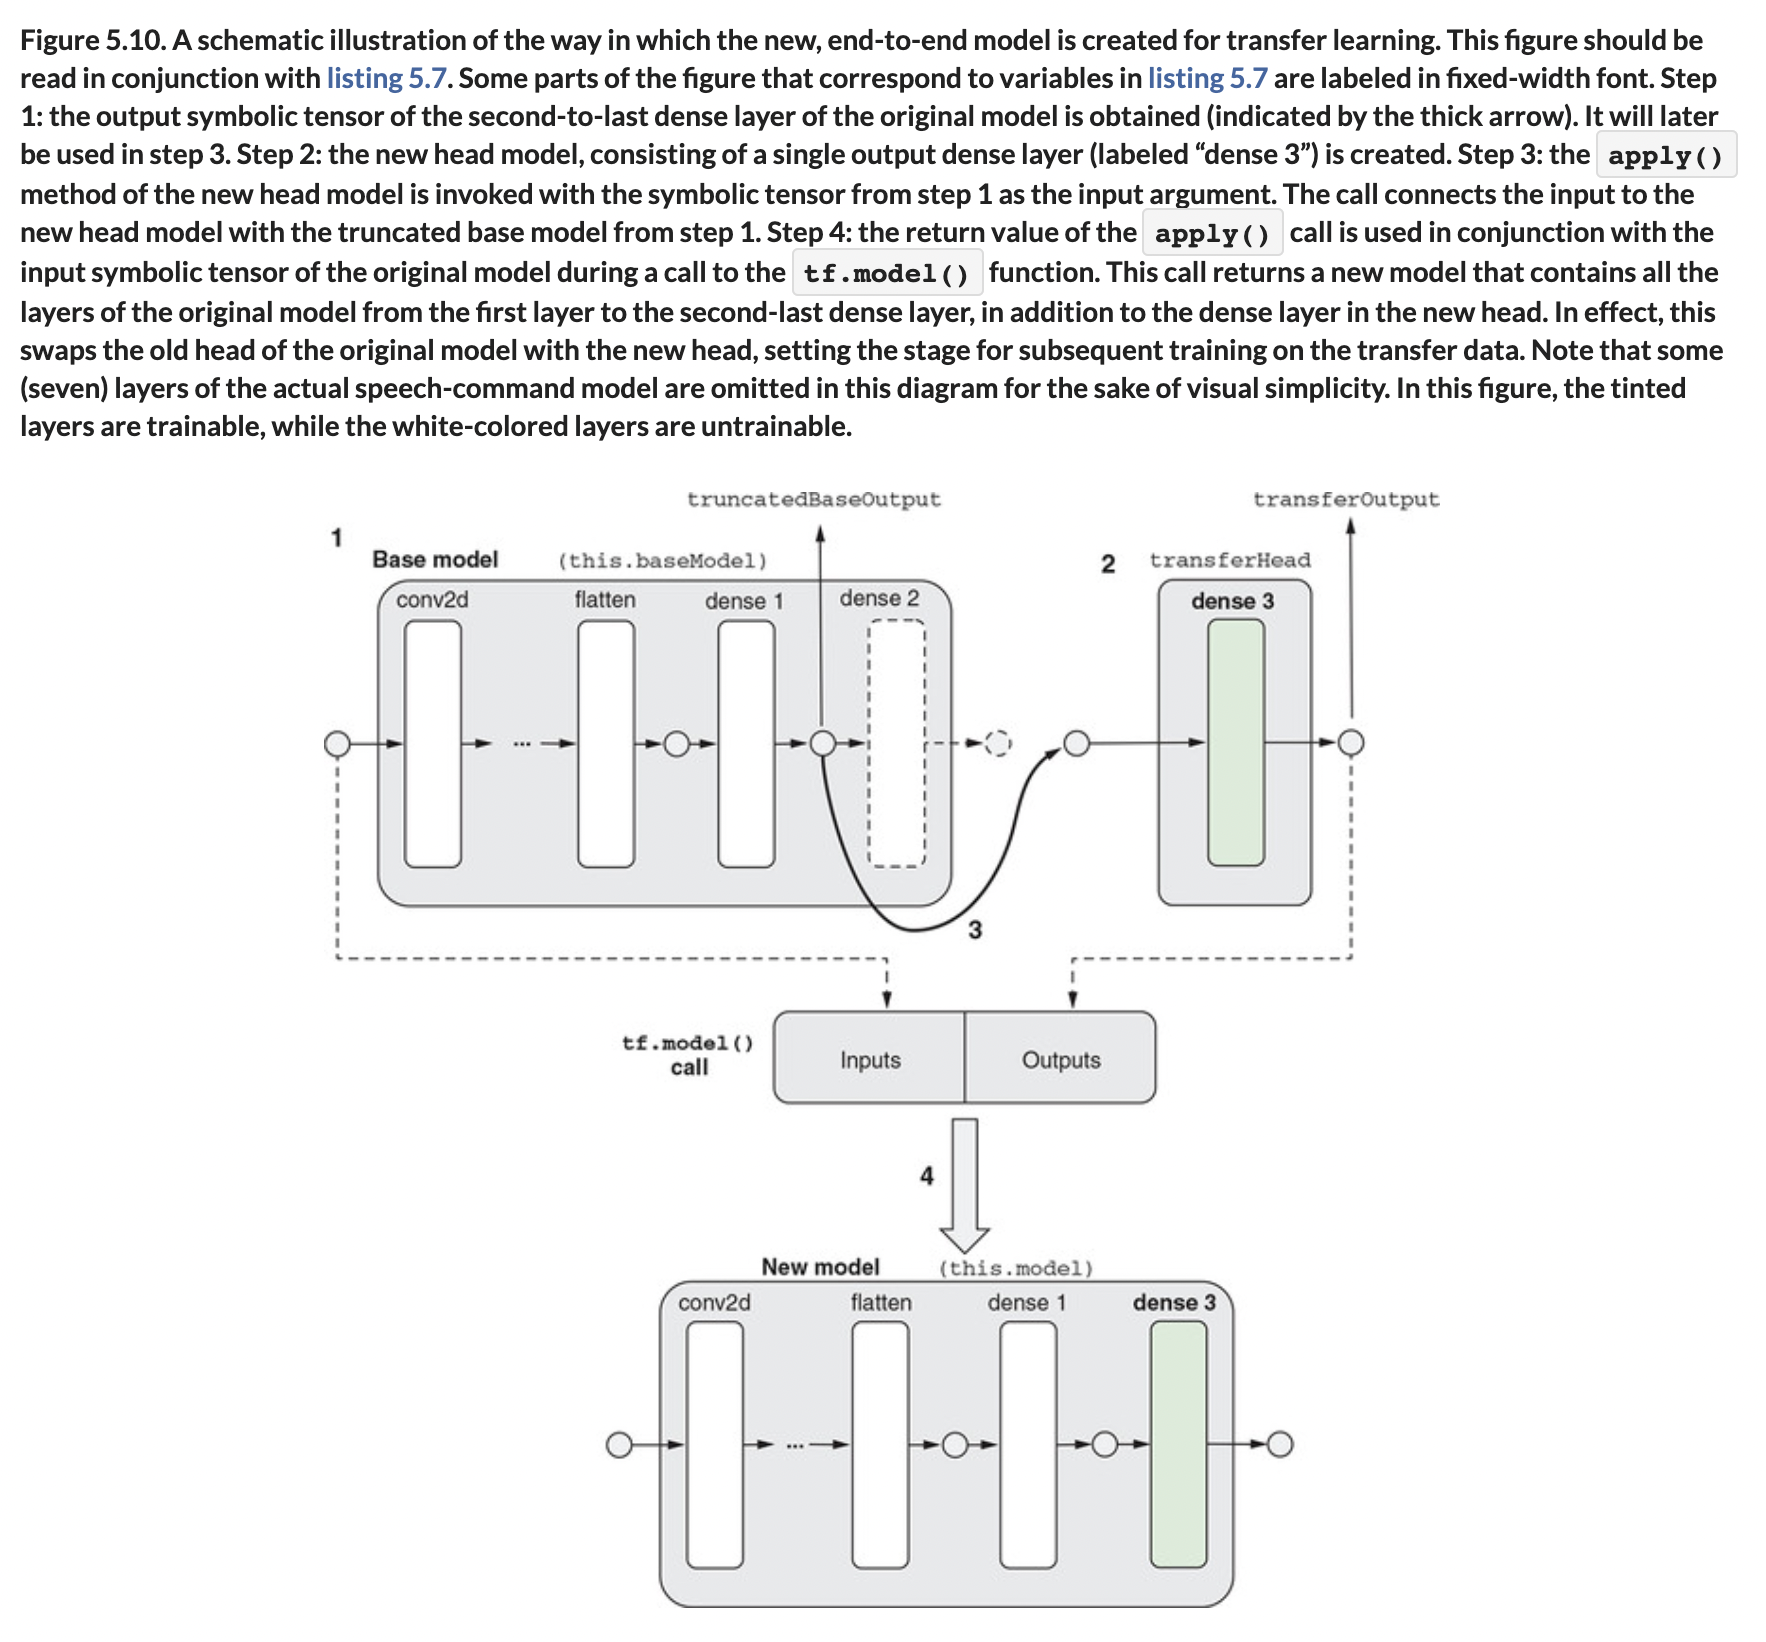 Figure 5.10. A schematic illustration of the way in which the new, end-to-end model is created for transfer learning. This figure should be
read in conjunction with listing 5.7. Some parts of the figure that correspond to variables in listing 5.7 are labeled in fixed-width font. Step
1: the output symbolic tensor of the second-to-last dense layer of the original model is obtained (indicated by the thick arrow). It will later
be used in step 3. Step 2: the new head model, consisting of a single output dense layer (labeled “dense 3”) is created. Step 3: the apply()
method of the new head model is invoked with the symbolic tensor from step 1 as the input argument. The call connects the input to the
new head model with the truncated base model from step 1. Step 4: the return value of the apply() call is used in conjunction with the
input symbolic tensor of the original model during a call to the tf.model() function. This call returns a new model that contains all the
layers of the original model from the first layer to the second-last dense layer, in addition to the dense layer in the new head. In effect, this
swaps the old head of the original model with the new head, setting the stage for subsequent training on the transfer data. Note that some
(seven) layers of the actual speech-command model are omitted in this diagram for the sake of visual simplicity. In this figure, the tinted
layers are trainable, while the white-colored layers are untrainable.
truncatedBaseOutput
transferOutput
1
Base model (this.baseModel)
2 transferHead
conv2d flatten dense 1 dense 2
dense 3
...
3
tf.model()
call
Inputs Outputs
4
New model (this.model)
conv2d flatten dense 1 dense 3
...